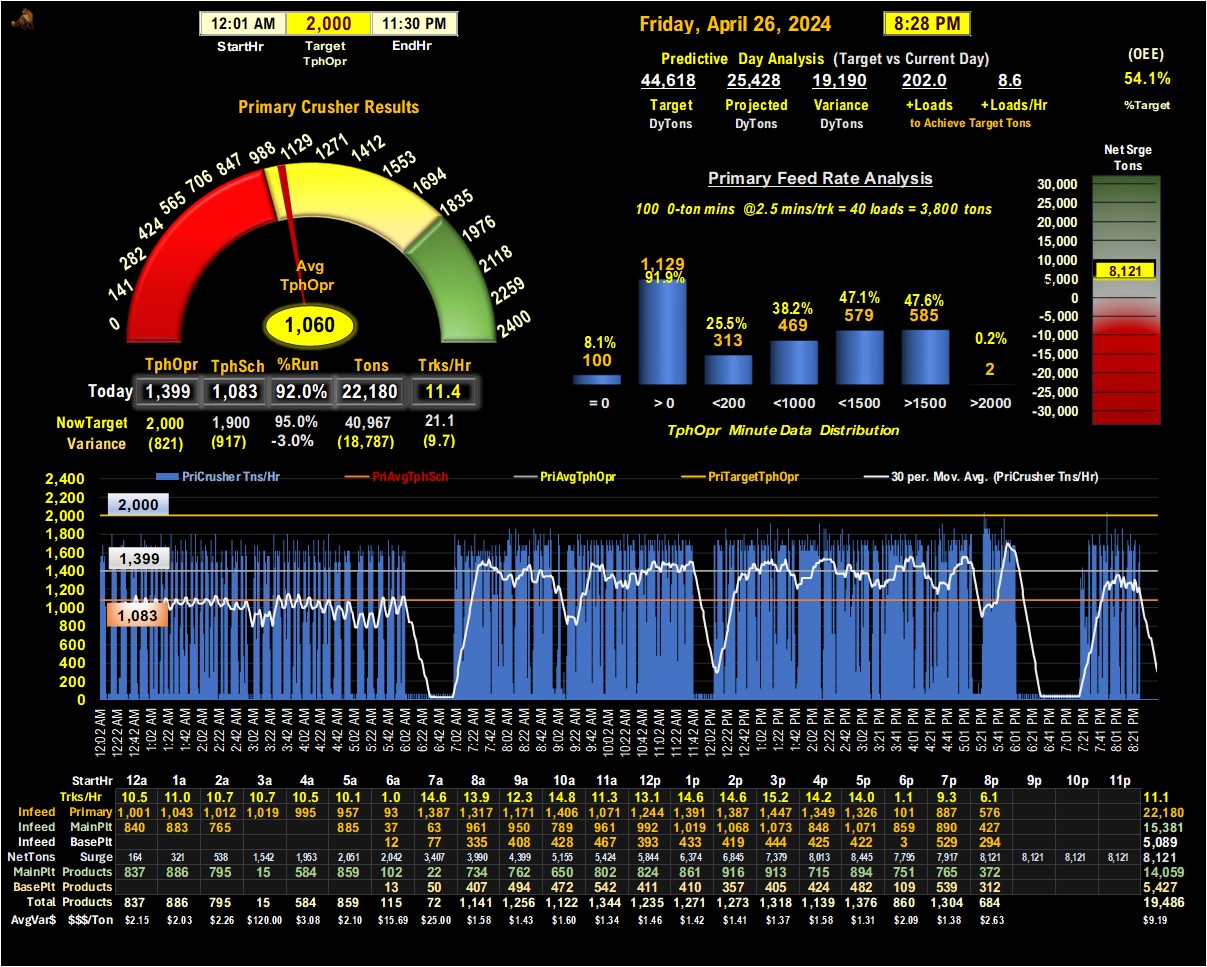 12:01 AM 2,000 11:30 PM
StartHr Target EndHr
TphOpr
Friday, April 26, 2024 8:28 PM
Predictive Day Analysis (Target vs Current Day)
44,618 25,428 19,190 202.0 8.6
Target Projected Variance +Loads +Loads/Hr
DyTons DyTons DyTons to Achieve Target Tons
(OEE)
54.1%
%Target
Primary Crusher Results
0 141 282 424 565 706 847 988 1129 1271 1412 1553 1694 1835 1976 2118 2259 2400
Avg
TphOpr
1,060
TphOpr TphSch %Run Tons Trks/Hr
Today 1,399 1,083 92.0% 22,180 11.4
NowTarget 2,000 1,900 95.0% 40,967 21.1
Variance (821) (917) -3.0% (18,787) (9.7)
Primary Feed Rate Analysis
100 0-ton mins @2.5 mins/trk = 40 loads = 3,800 tons
8.1% 91.9% 25.5% 38.2% 47.1% 47.6% 0.2%
100 1,129 313 469 579 585 2
= 0 > 0 <200 <1000 <1500 >1500 >2000
TphOpr Minute Data Distribution
NetSrge
Tons
30,000
25,000
20,000
15,000
10,000
8,121
5,000
0
-5,000
-10,000
-15,000
-20,000
-25,000
-30,000
PriCrusher Tns/Hr PriAvgTphSch PriAvgTphOpr PriTargetTphOpr 30 per. Mov. Avg. (PriCrusher Tns/Hr)
2,400
2,200
2,000
1,800
1,600
1,400
1,200
1,000
800
600
400
200
0
2,000
1,399
1,083
12:02 AM 12:22 AM 12:42 AM 1:02 AM 1:22 AM 1:42 AM 2:02 AM 2:22 AM 2:42 AM 3:02 AM 3:22 AM 3:42 AM 4:02 AM 4:22 AM 4:42 AM 5:02 AM 5:22 AM 5:42 AM 6:02 AM 6:22 AM 6:42 AM 7:02 AM 7:22 AM 7:42 AM 8:02 AM 8:22 AM 8:42 AM 9:02 AM 9:22 AM 9:42 AM 10:02 AM 10:22 AM 10:42 AM 11:02 AM 11:22 AM 11:42 AM 12:02 PM 12:22 PM 12:42 PM 1:02 PM 1:22 PM 1:42 PM 2:02 PM 2:22 PM 2:42 PM 3:02 PM 3:21 PM 3:41 PM 4:01 PM 4:21 PM 4:41 PM 5:01 PM 5:21 PM 5:41 PM 6:01 PM 6:21 PM 6:41 PM 7:01 PM 7:21 PM 7:41 PM 8:01 PM 8:21 PM
StartHr 12a 1a 2a 3a 4a 5a 6a 7a 8a 9a 10a 11a 12p 1p 2p 3p 4p 5p 6p 7p 8p 9p 10p 11p
Trks/Hr 10.5 11.0 10.7 10.7 10.5 10.1 1.0 14.6 13.9 12.3 14.8 11.3 13.1 14.6 14.6 15.2 14.2 14.0 1.1 9.3 6.1 11.1
Infeed Primary 1,001 1,043 1,012 1,019 995 957 93 1,387 1,317 1,171 1,406 1,071 1,244 1,391 1,387 1,447 1,349 1,326 101 887 576 22,180
Infeed MainPlt 840 883 765 885 37 63 961 950 789 961 992 1,019 1,068 1,073 848 1,071 859 890 427 15,381
Infeed BasePlt 12 77 335 408 428 467 393 433 419 444 425 422 3 529 294 5,089
NetTons Surge 164 321 538 1,542 1,953 2,051 2,042 3,407 3,990 4,399 5,155 5,424 5,844 6,374 6,845 7,379 8,013 8,445 7,795 7,917 8,121 8,121 8,121 8,121 8,121
MainPlt Products 837 886 795 15 584 859 102 22 734 762 650 802 824 861 916 913 715 894 751 765 372 14,059
BasePlt Products 13 50 407 494 472 542 411 410 357 405 424 482 109 539 312 5,427
Total Products 837 886 795 15 584 859 115 72 1,141 1,256 1,122 1,344 1,235 1,271 1,273 1,318 1,139 1,376 860 1,304 684 19,486
AvgVar$ $$$/Ton $2.15 $2.03 $2.26 $120.00 $3.08 $2.10 $15.69 $25.00 $1.58 $1.43 $1.60 $1.34 $1.46 $1.42 $1.41 $1.37 $1.58 $1.31 $2.09 $1.38 $2.63 $9.19